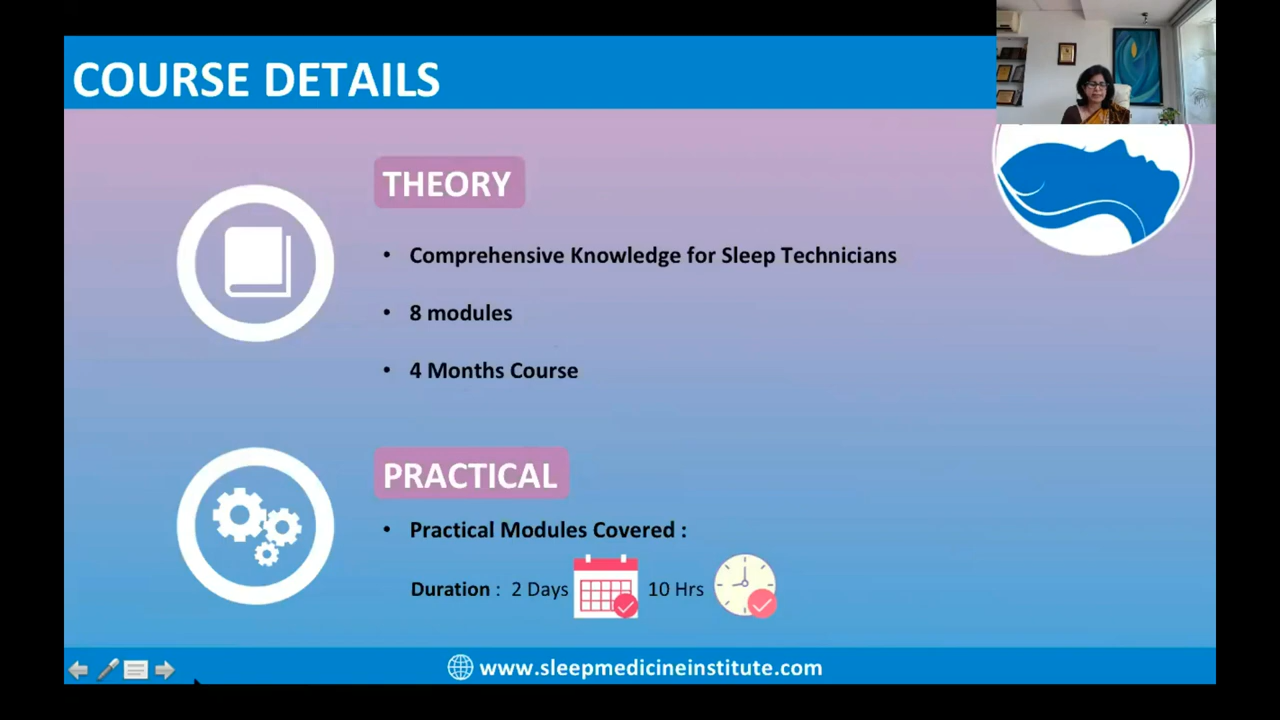 COURSE DETAILS
THEORY
• Comprehensive Knowledge for Sleep Technicians
• 8 modules
• 4 Months Course
PRACTICAL
• Practical Modules Covered :
Duration : 2 Days 10 Hrs
www.sleepmedicineinstitute.com